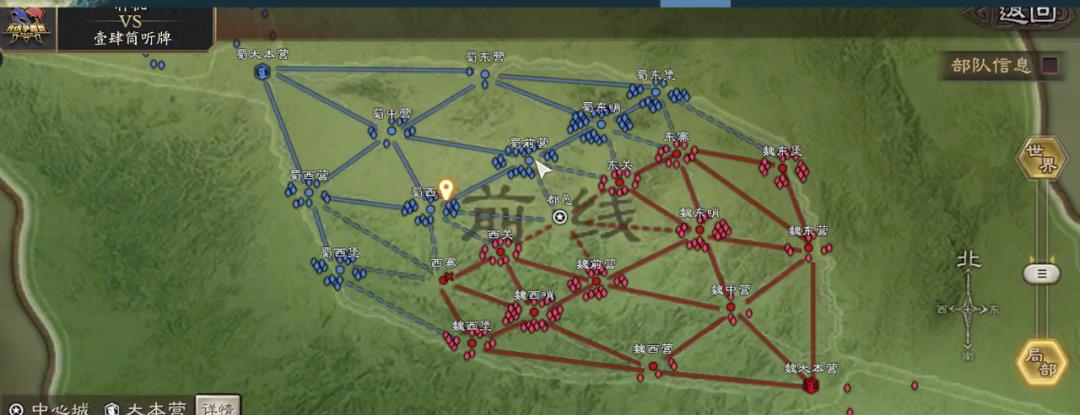 VS
壹肆筒听牌
返回
部队信息
蜀大本营
蜀东营
蜀东堡
蜀中营
蜀东哨
蜀前营
东寨
魏东堡
东关
蜀西营
蜀西
都邑
前线
魏东哨
西关
魏东营
蜀西堡
西寨
魏前营
魏中营
魏西哨
魏西堡
魏西营
魏大本营
世界
北
西
东
南
局部
中心城
大本营
详情